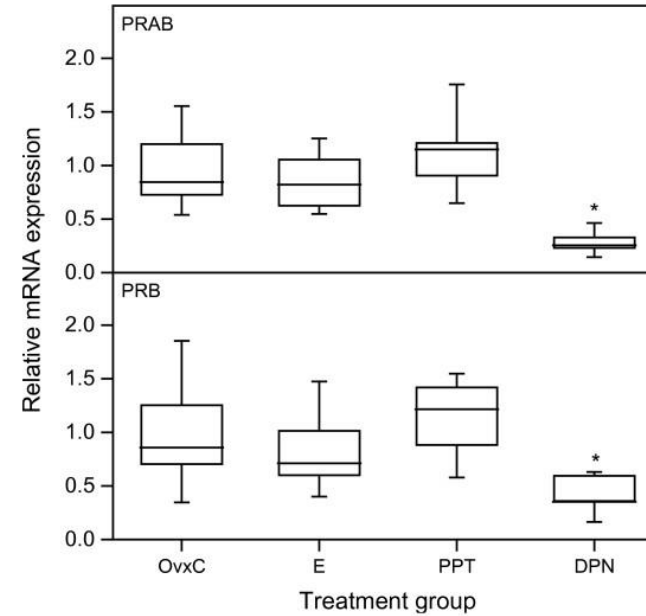 PRAB
2.0
1.5
1.0
0.5
0.0
*
Relative mRNA expression
PRB
2.0
1.5
1.0
0.5
0.0
*
OvxC E PPT DPN
Treatment group